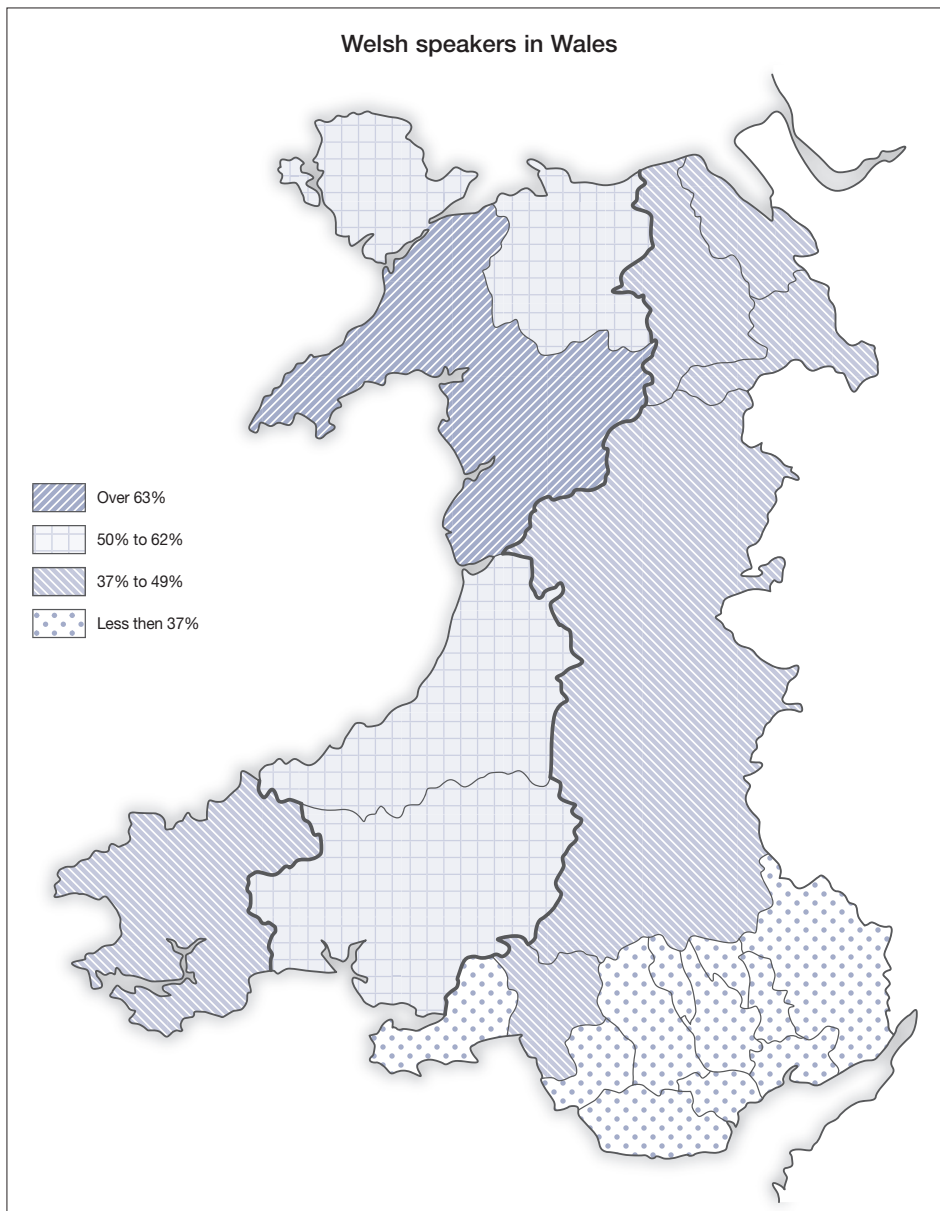 Welsh speakers in Wales
Over 63%
50% to 62%
37% to 49%
Less then 37%